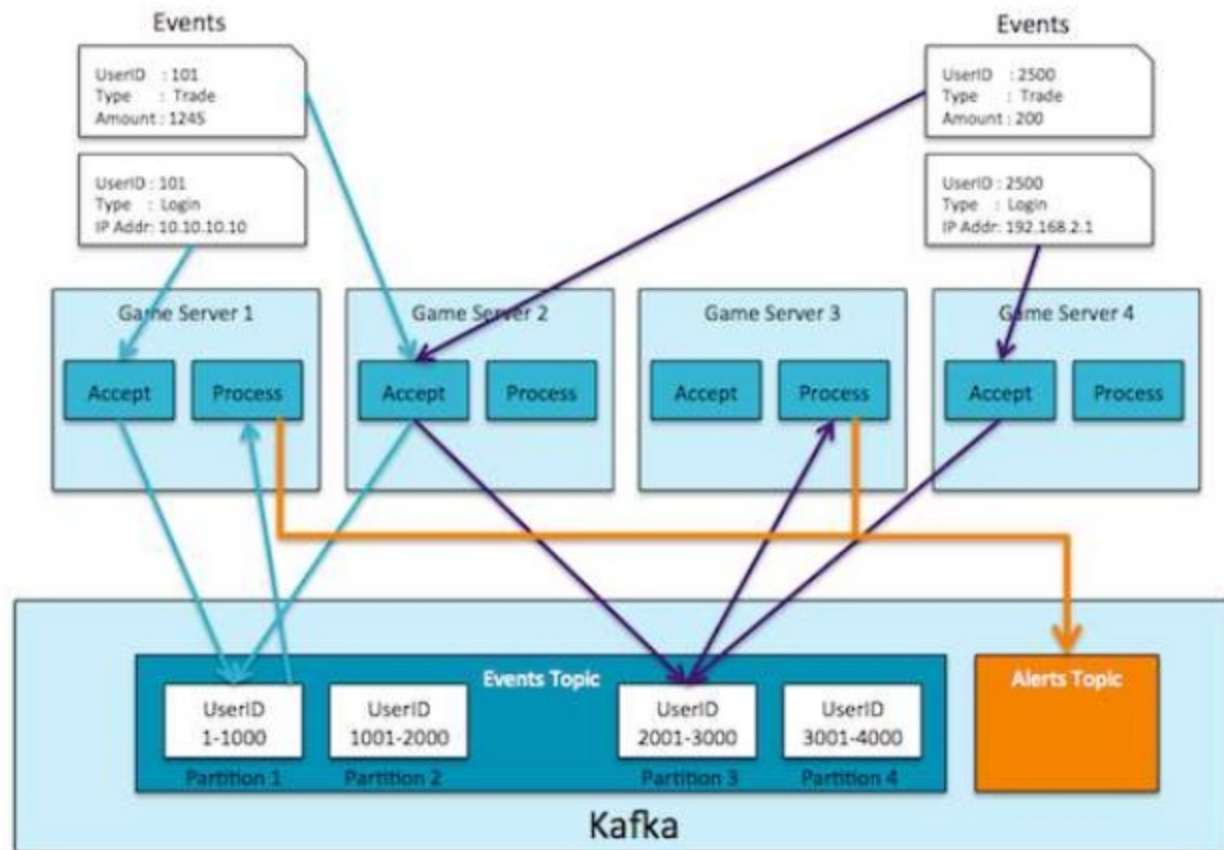 Events
UserID : 101
Type : Trade
Amount : 1245
UserID : 101
Type : Login
IP Addr: 10.10.10.10
Events
UserID : 2500
Type : Trade
Amount : 200
UserID : 2500
Type : Login
IP Addr: 192.168.2.1
Game Server 1
Accept
Process
Game Server 2
Accept
Process
Game Server 3
Accept
Process
Game Server 4
Accept
Process
Events Topic
UserID
1-1000
Partition 1
UserID
1001-2000
Partition 2
UserID
2001-3000
Partition 3
UserID
3001-4000
Partition 4
Alerts Topic
Kafka